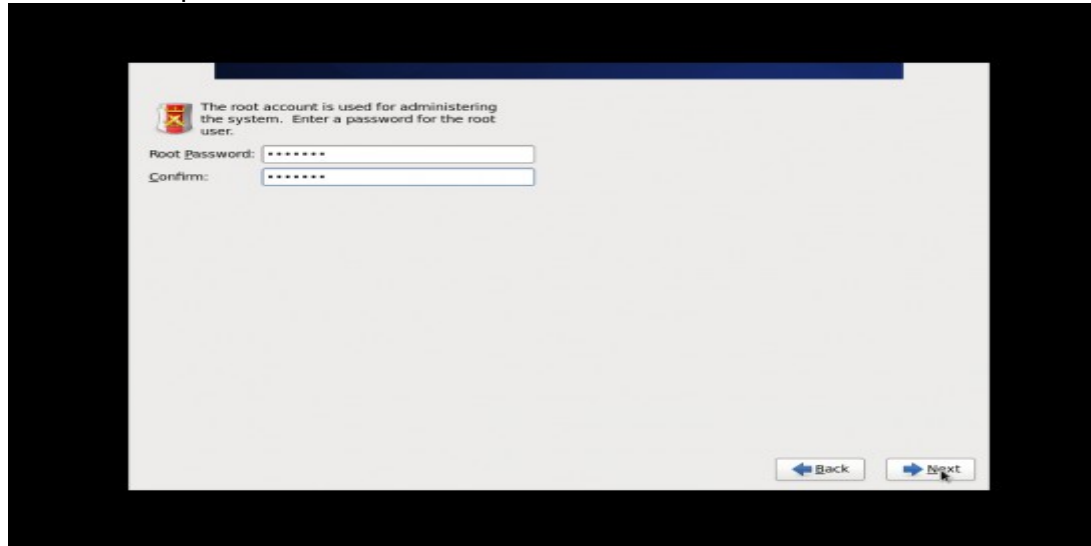 The root account is used for administering
the system. Enter a password for the root
user.
Root Password: •••••••
Confirm: •••••••
Back Next